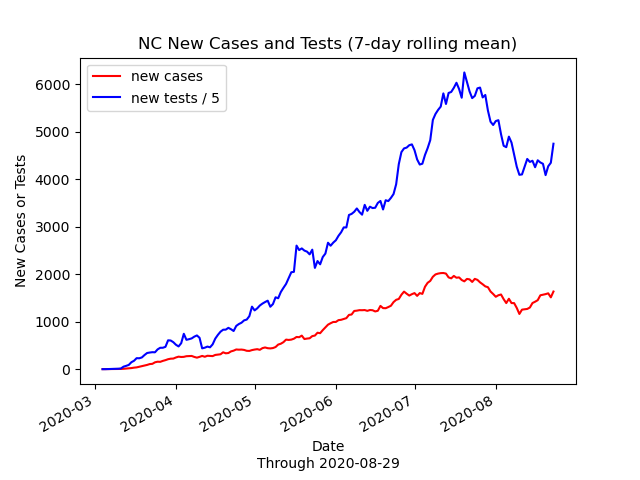 NC New Cases and Tests (7-day rolling mean)
new cases
new tests / 5
New Cases or Tests
6000
5000
4000
3000
2000
1000
0
2020-03
2020-04
2020-05
2020-06
2020-07
2020-08
Date
Through 2020-08-29